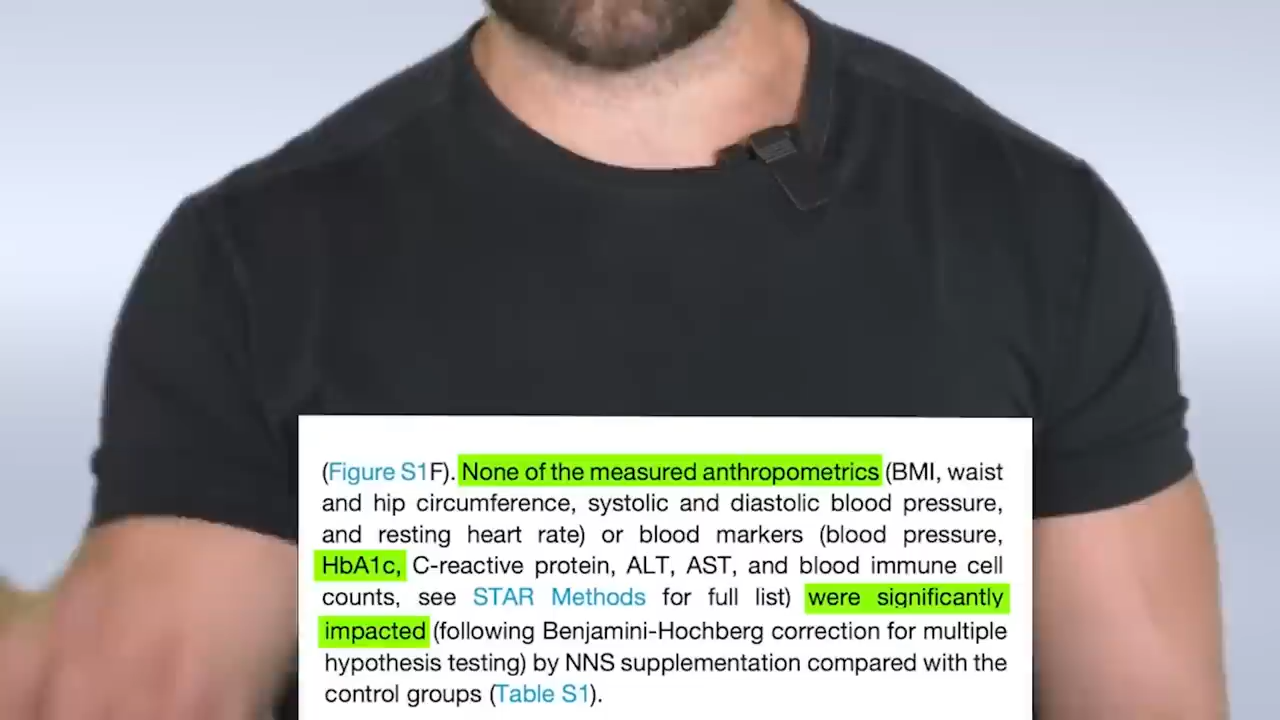 (Figure S1F). None of the measured anthropometrics (BMI, waist
and hip circumference, systolic and diastolic blood pressure,
and resting heart rate) or blood markers (blood pressure,
HbA1c, C-reactive protein, ALT, AST, and blood immune cell
counts, see STAR Methods for full list) were significantly
impacted (following Benjamini-Hochberg correction for multiple
hypothesis testing) by NNS supplementation compared with the
control groups (Table S1).